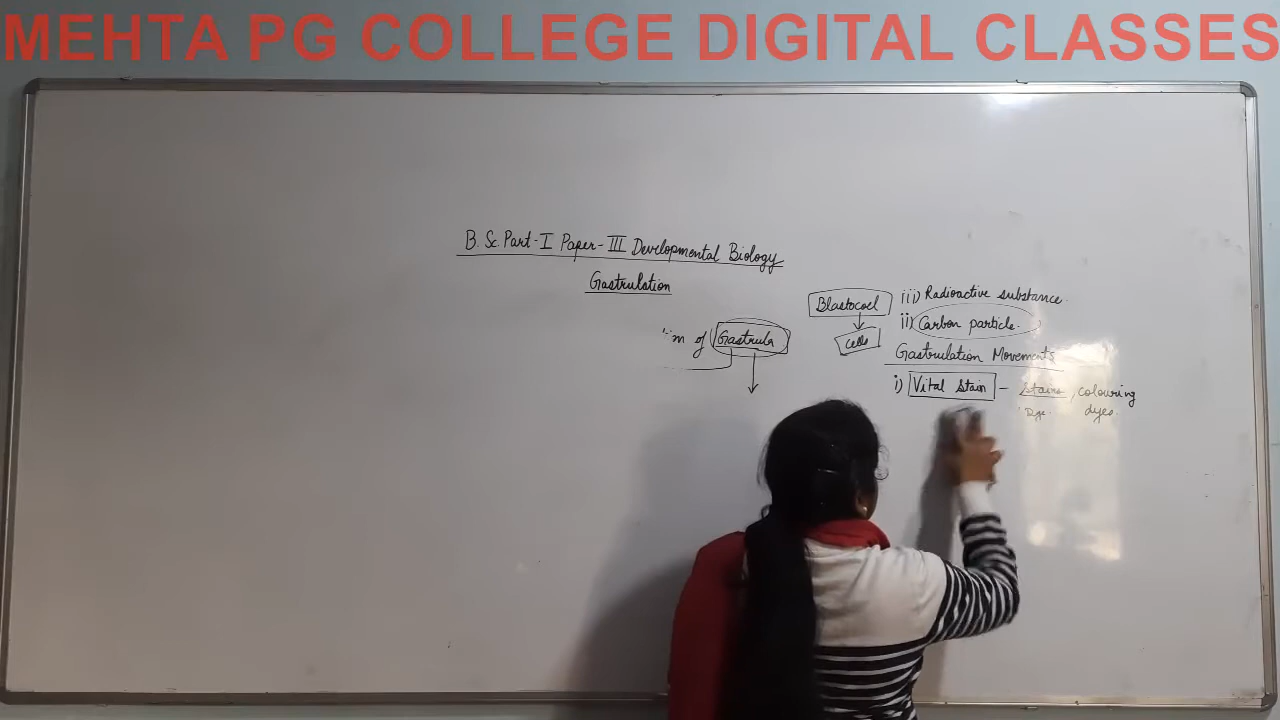 MEHTA PG COLLEGE DIGITAL CLASSES
B. Sc. Part-I Paper-III Developmental Biology
Gastrulation
m of Gastrula
Blastocoel
Cells
iii) Radioactive substance.
ii) Carbon particle.
Gastrulation Movements
i) Vital Stain - Stains, colouring
Dye. dyes.